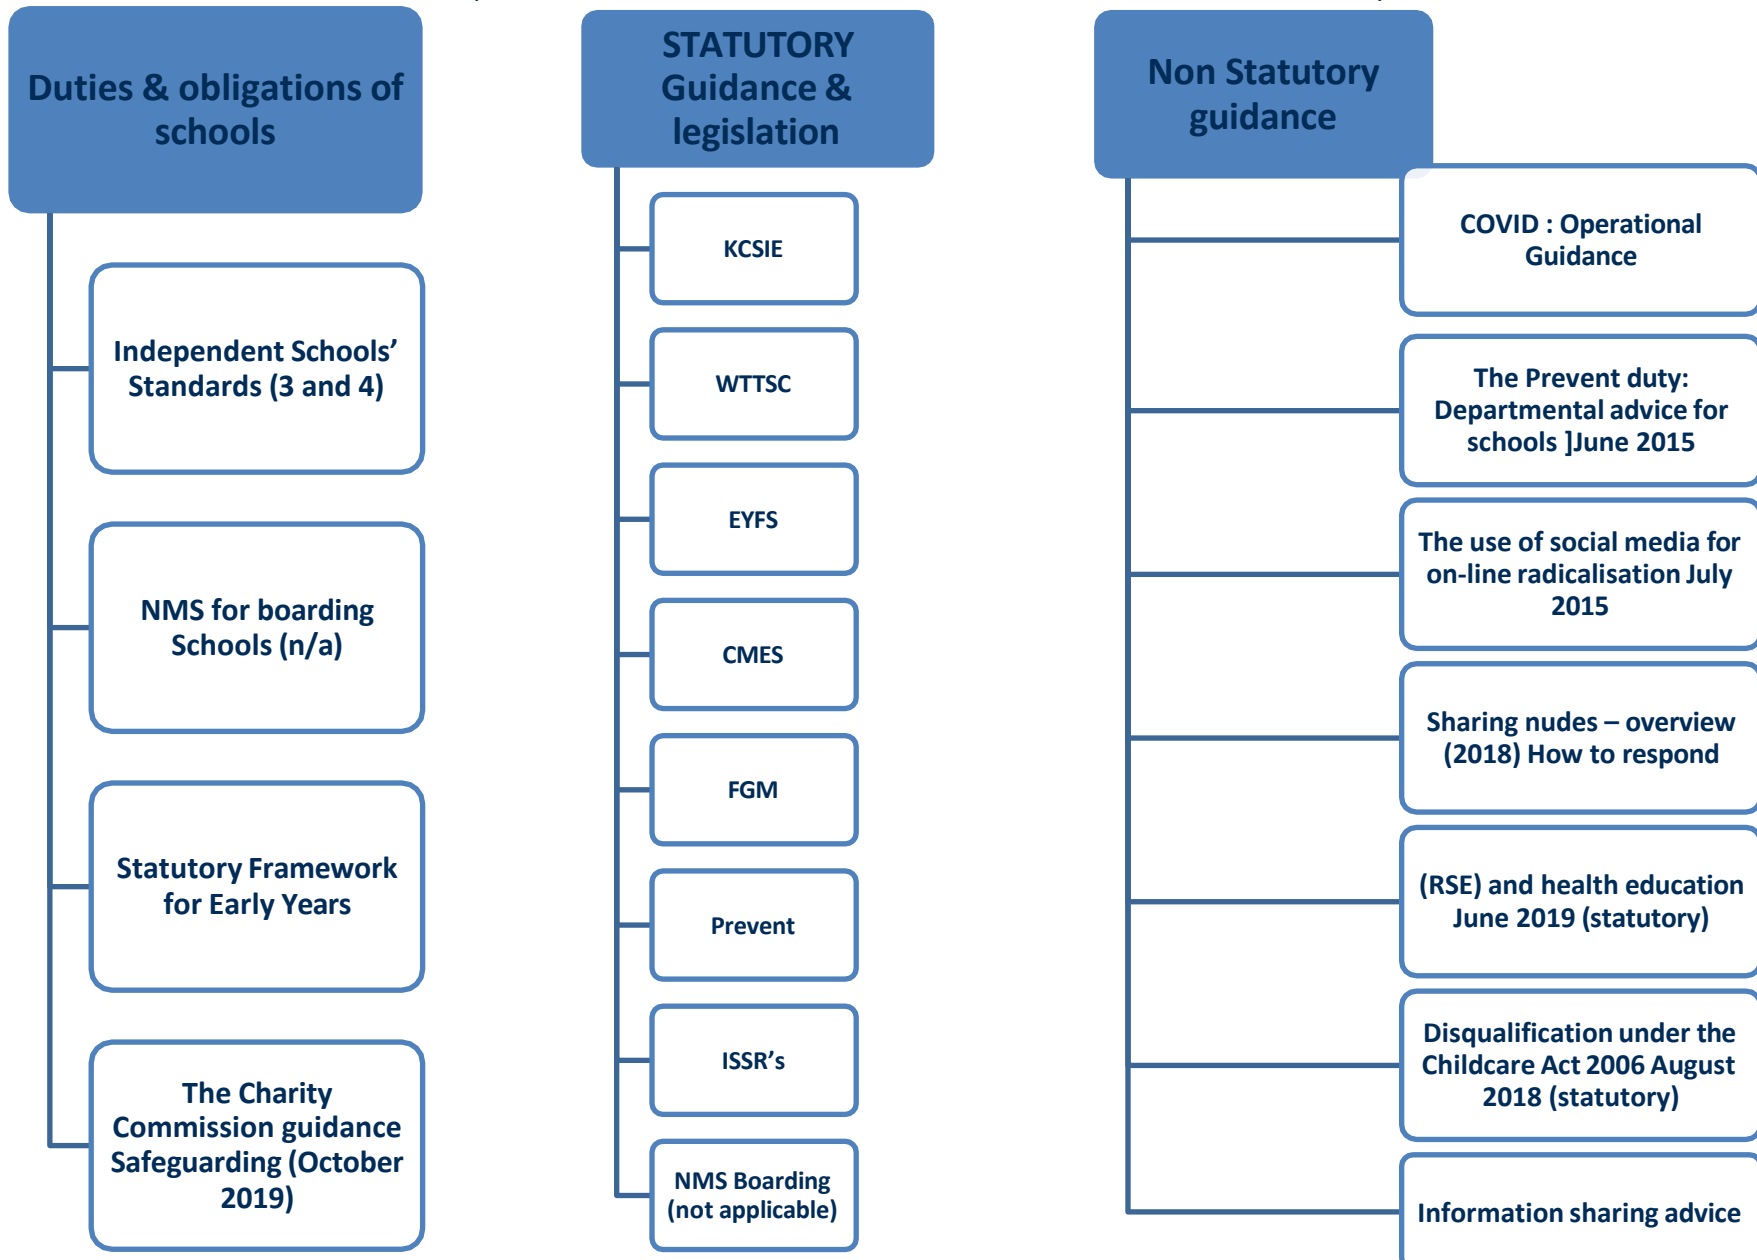 Duties & obligations of
schools
Independent Schools’
Standards (3 and 4)
NMS for boarding
Schools (n/a)
Statutory Framework
for Early Years
The Charity
Commission guidance
Safeguarding (October
2019)
STATUTORY
Guidance &
legislation
KCSIE
WTTSC
EYFS
CMES
FGM
Prevent
ISSR’s
NMS Boarding
(not applicable)
Non Statutory
guidance
COVID : Operational
Guidance
The Prevent duty:
Departmental advice for
schools ]June 2015
The use of social media for
on-line radicalisation July
2015
Sharing nudes – overview
(2018) How to respond
(RSE) and health education
June 2019 (statutory)
Disqualification under the
Childcare Act 2006 August
2018 (statutory)
Information sharing advice